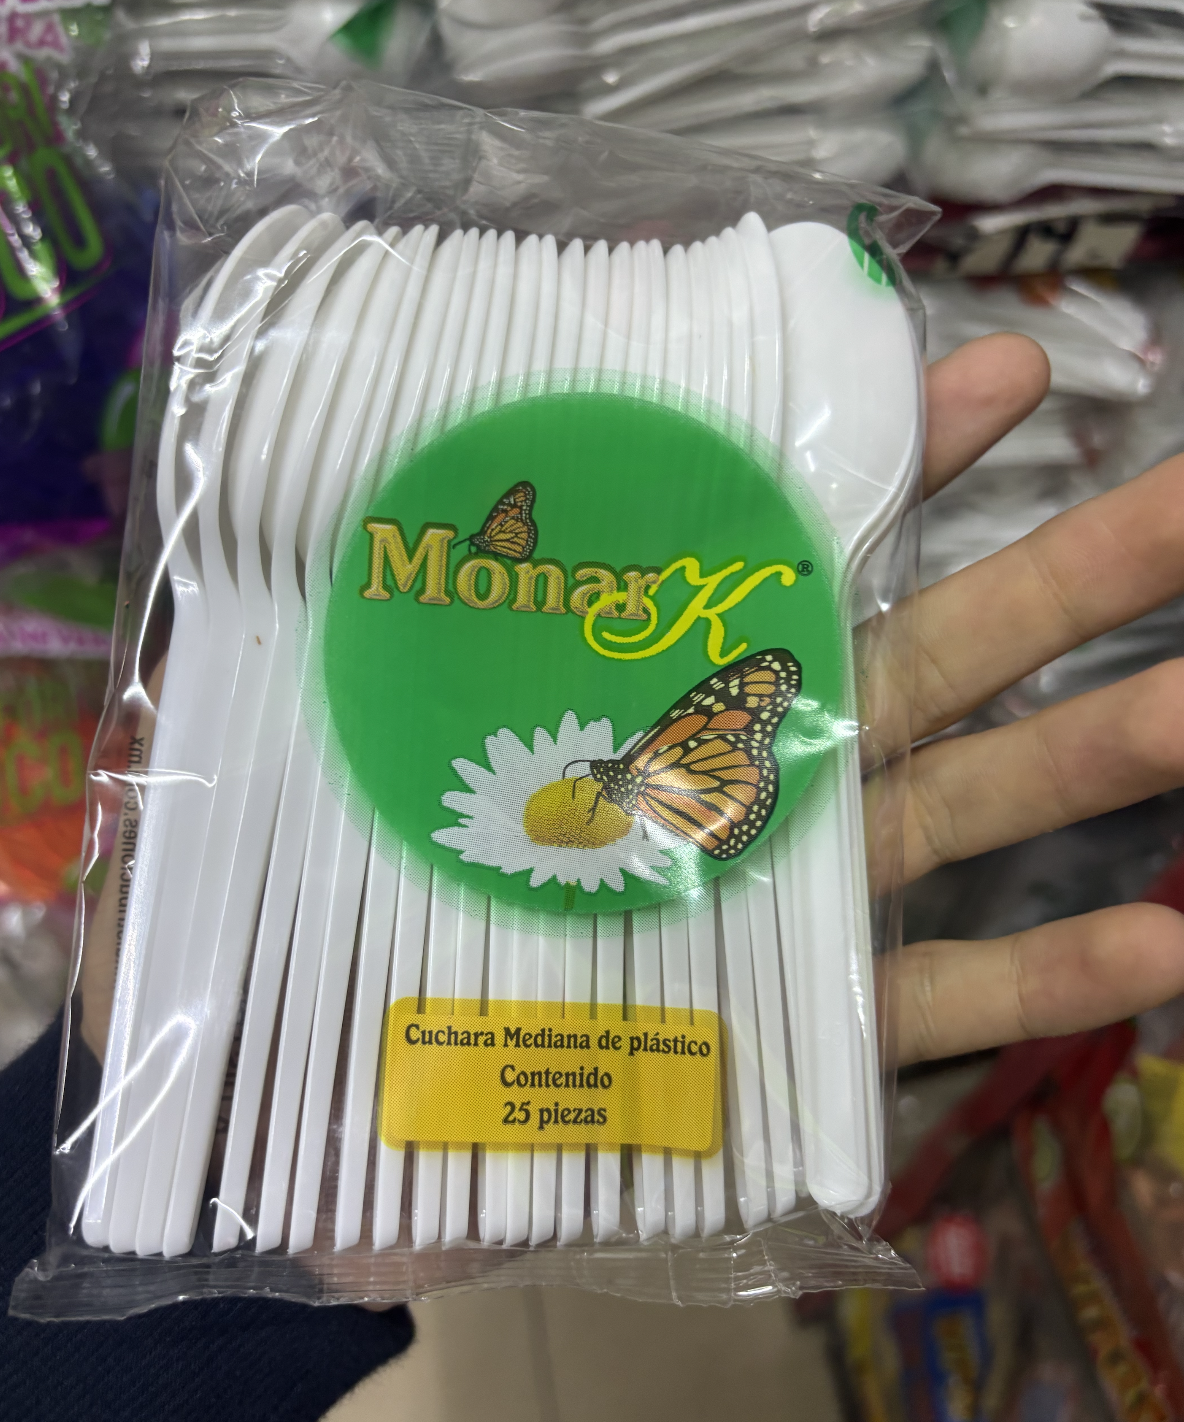 MonarK®
Cuchara Mediana de plástico
Contenido
25 piezas